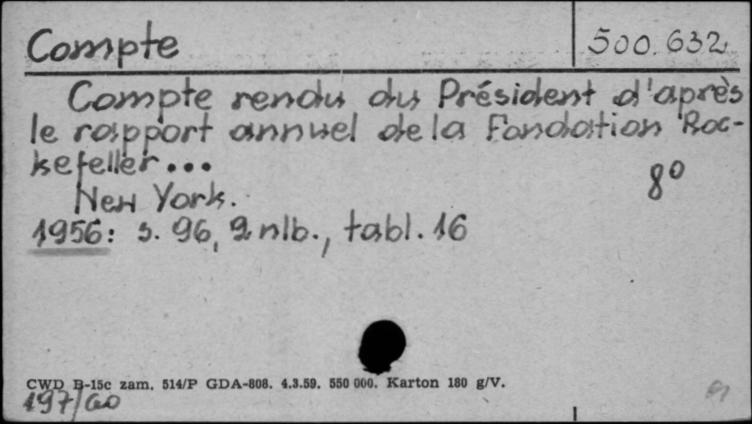 Compte
500.632
Compte rendu du Président d'après
le rapport annuel de la Fondation Roc-
kefeller...
8°
New York.
1956: s. 96, 2 nlb., tabl. 16
CWD B-15c zam. 514/P GDA-808. 4.3.59. 550 000. Karton 180 g/V.
197/60